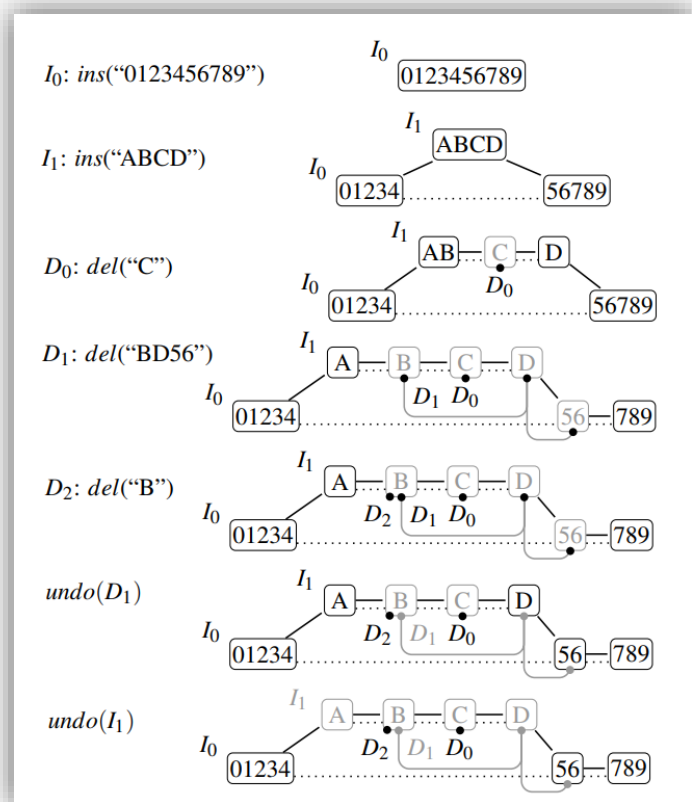 I0: ins(“0123456789”)
I0
0123456789
I1: ins(“ABCD”)
I1
ABCD
I0
01234
56789
D0: del(“C”)
I1
AB
C
D
D0
I0
01234
56789
D1: del(“BD56”)
I1
A
B
C
D
D1
D0
I0
01234
56
789
D2: del(“B”)
I1
A
B
C
D
D2
D1
D0
I0
01234
56
789
undo(D1)
I1
A
B
C
D
D2
D1
D0
I0
01234
56
789
undo(I1)
I1
A
B
C
D
D2
D1
D0
I0
01234
56
789